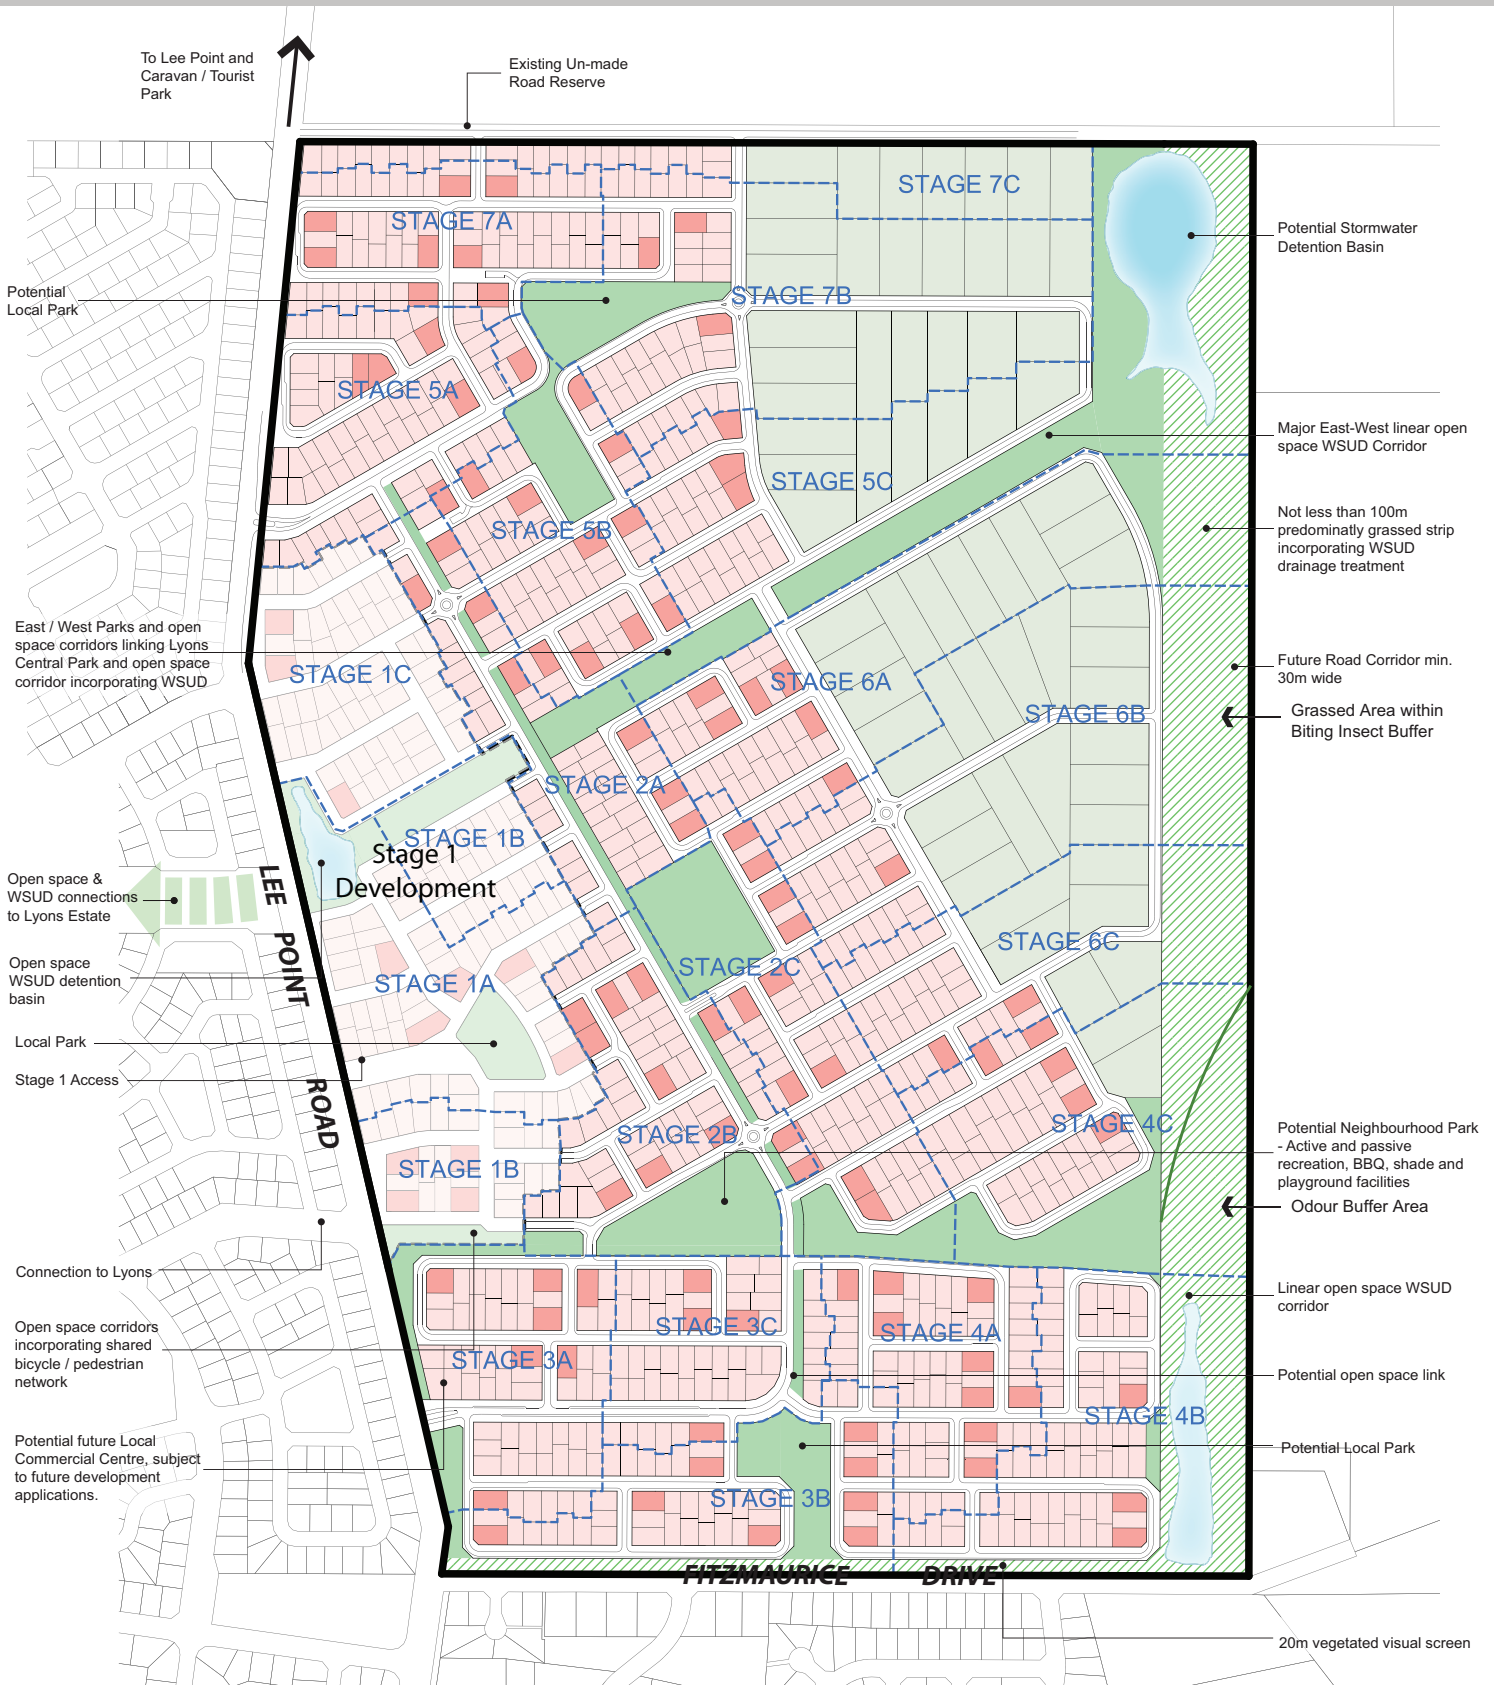 To Lee Point and
Caravan / Tourist
Park
Existing Un-made
Road Reserve
STAGE 7C
STAGE 7A
Potential Stormwater
Detention Basin
Potential
Local Park
STAGE 7B
STAGE 5A
Major East-West linear open
space WSUD Corridor
STAGE 5C
STAGE 5B
Not less than 100m
predominatly grassed strip
incorporating WSUD
drainage treatment
East / West Parks and open
space corridors linking Lyons
Central Park and open space
corridor incorporating WSUD
STAGE 1C
STAGE 6A
Future Road Corridor min.
30m wide
STAGE 6B
Grassed Area within
Biting Insect Buffer
STAGE 2A
STAGE 1B
Stage 1
Development
Open space &
WSUD connections
to Lyons Estate
LEE
POINT
ROAD
STAGE 6C
Open space
WSUD detention
basin
STAGE 1A
STAGE 2C
Local Park
Stage 1 Access
STAGE 2B
STAGE 4C
Potential Neighbourhood Park
- Active and passive
recreation, BBQ, shade and
playground facilities
STAGE 1B
Odour Buffer Area
Connection to Lyons
Linear open space WSUD
corridor
Open space corridors
incorporating shared
bicycle / pedestrian
network
STAGE 3C
STAGE 4A
STAGE 3A
Potential open space link
STAGE 4B
Potential future Local
Commercial Centre, subject
to future development
applications.
Potential Local Park
STAGE 3B
FITZMAURICE DRIVE
20m vegetated visual screen